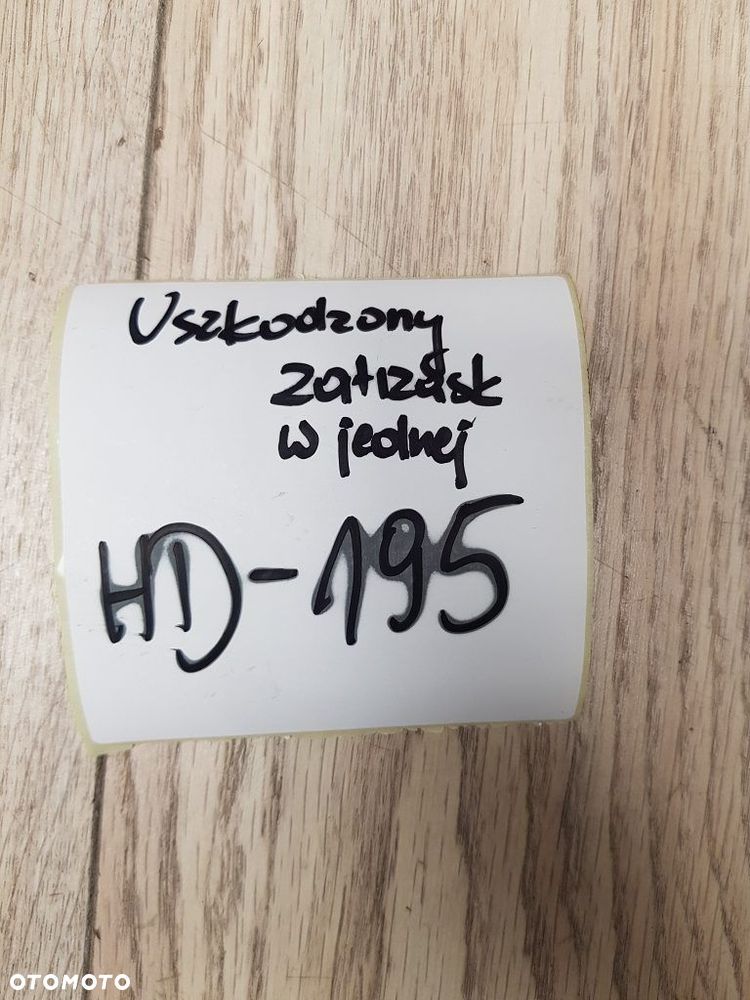 Uszkodzony
zatrzask
w jednej
HD-195
OTOMOTO